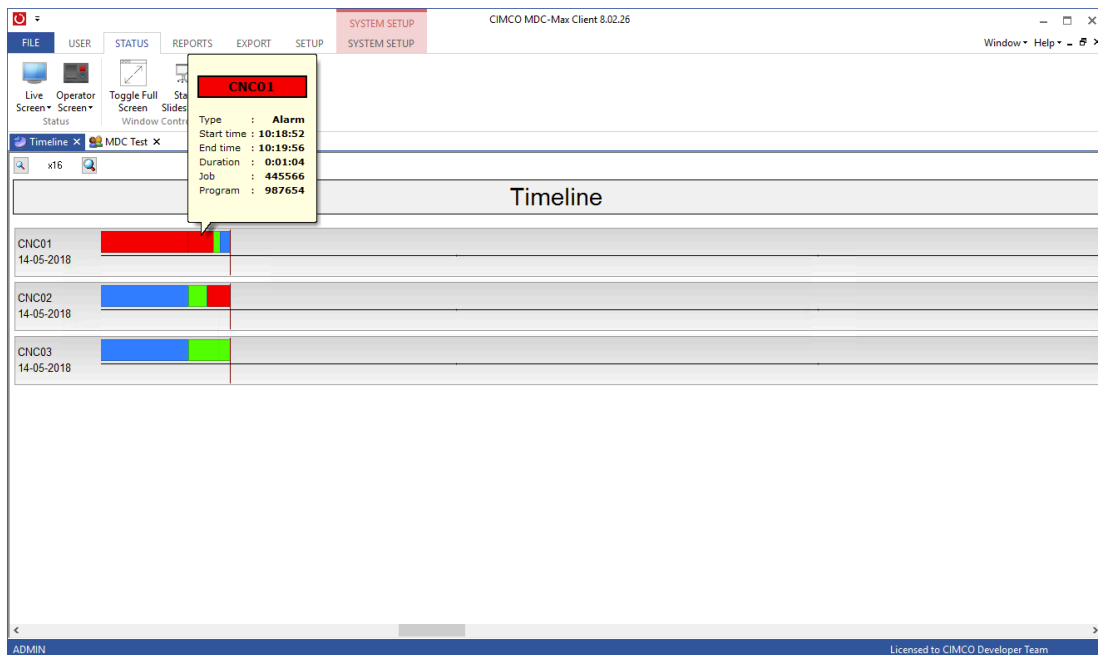 SYSTEM SETUP
CIMCO MDC-Max Client 8.02.26
FILE USER STATUS REPORTS EXPORT SETUP SYSTEM SETUP Window Help
Live Screen
Operator Screen
Toggle Full Screen
Status
CNC01
Type : Alarm
Start time : 10:18:52
End time : 10:19:56
Duration : 0:01:04
Job : 445566
Program : 987654
Timeline MDC Test
x16
Timeline
CNC01
14-05-2018
CNC02
14-05-2018
CNC03
14-05-2018
ADMIN Licensed to CIMCO Developer Team